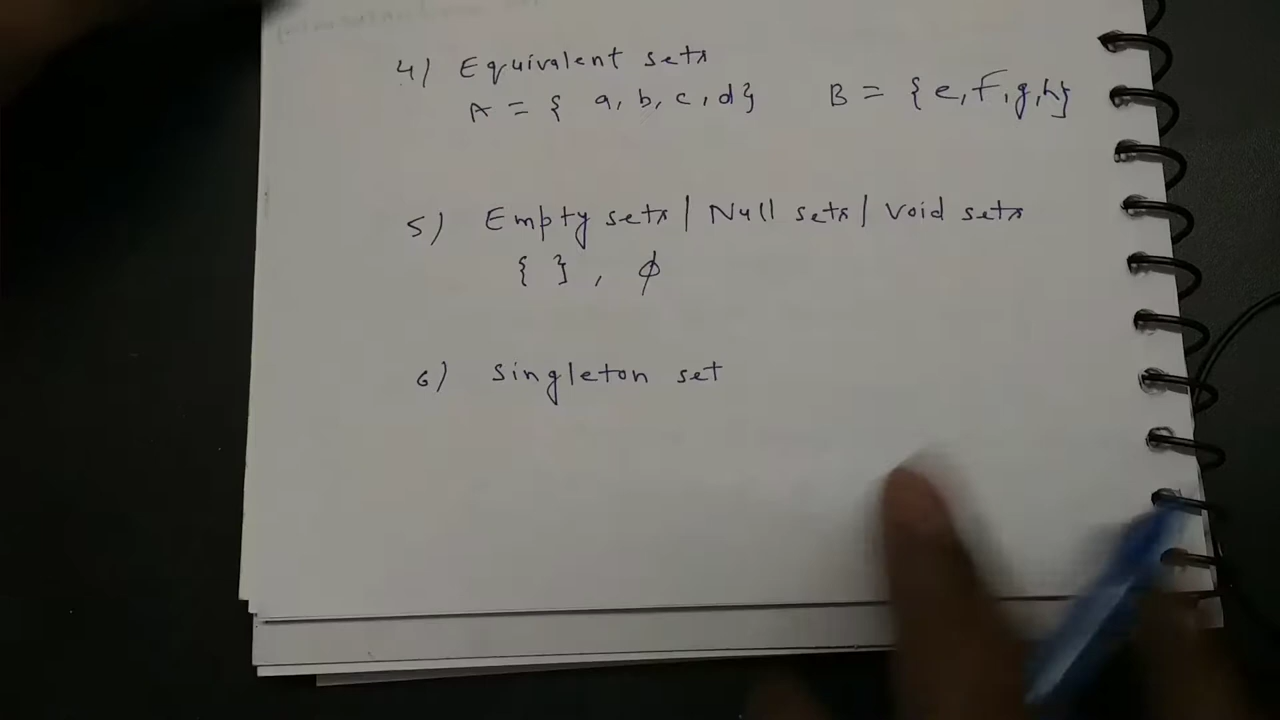 4) Equivalent sets
A = { a, b, c, d} B = {e, f, g, h}
5) Empty sets / Null sets / Void sets
{ } , ϕ
6) Singleton set